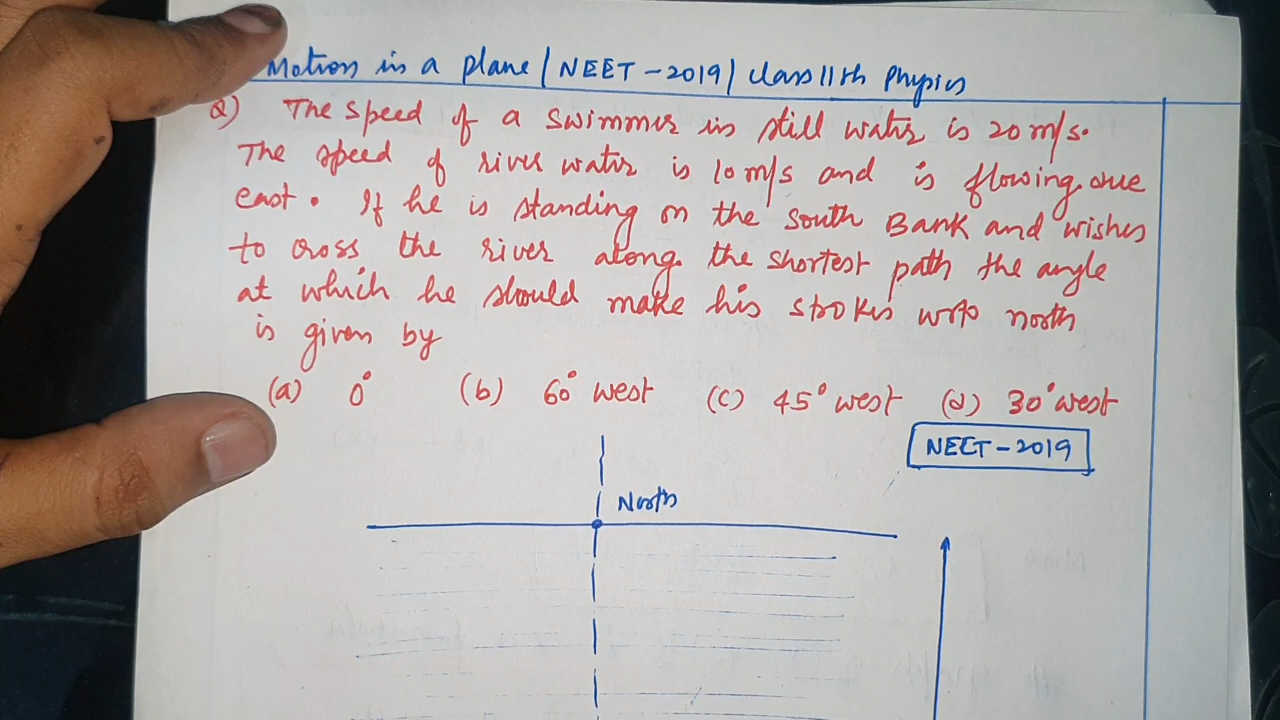 Motion in a plane / NEET - 2019 / class 11th Physics
Q) The speed of a swimmer in still water is 20 m/s.
The speed of river water is 10 m/s and is flowing due
east. If he is standing on the south Bank and wishes
to cross the river along the shortest path the angle
at which he should make his strokes w.r.to north
is given by
(a) 0° (b) 60° west (c) 45° west (d) 30° west
NEET - 2019
North